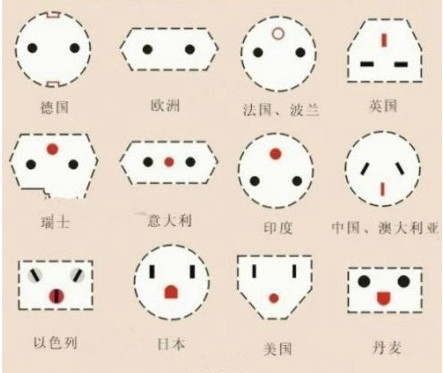 德国 欧洲 法国、波兰 英国
瑞士 意大利 印度 中国、澳大利亚
以色列 日本 美国 丹麦